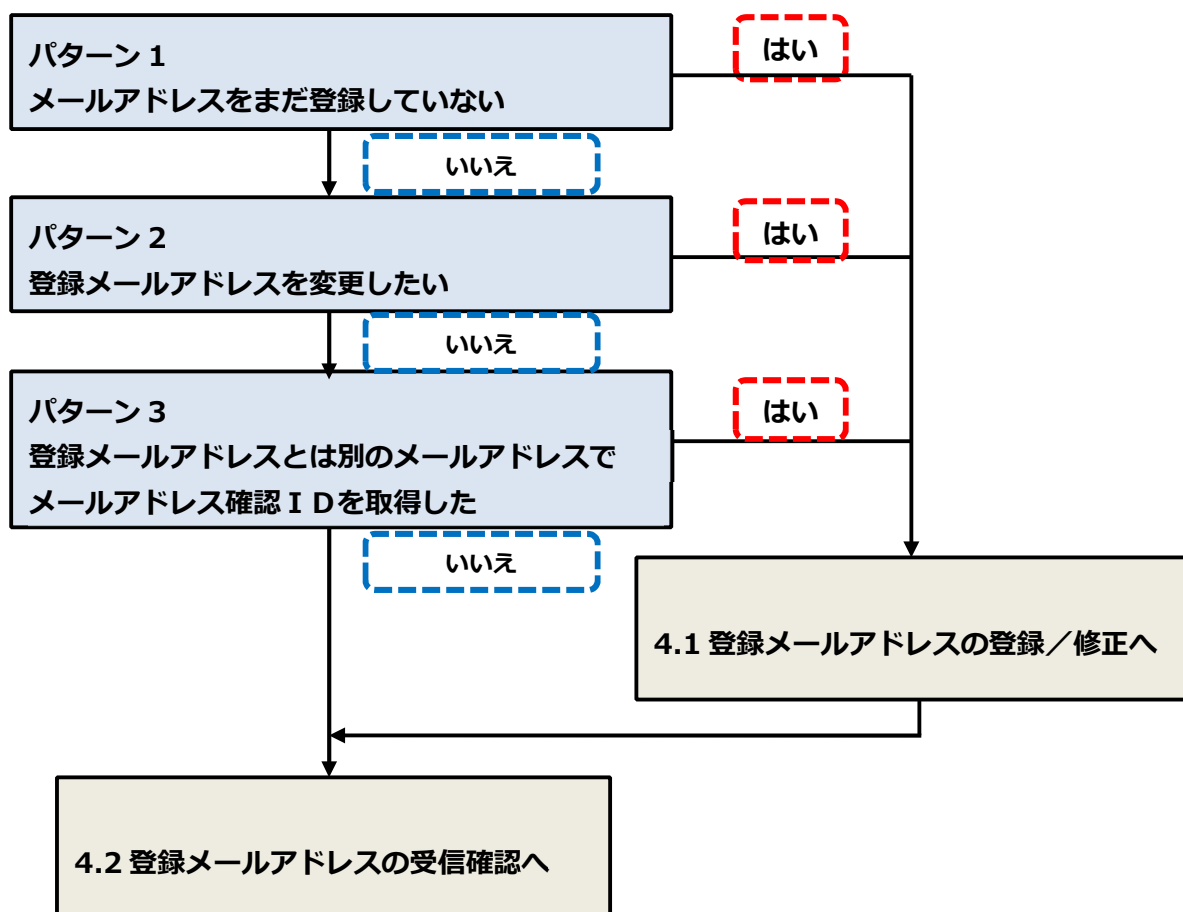 パターン1
メールアドレスをまだ登録していない
はい
いいえ
パターン2
登録メールアドレスを変更したい
はい
いいえ
パターン3
登録メールアドレスとは別のメールアドレスで
メールアドレス確認ＩＤを取得した
はい
いいえ
4.1 登録メールアドレスの登録／修正へ
4.2 登録メールアドレスの受信確認へ